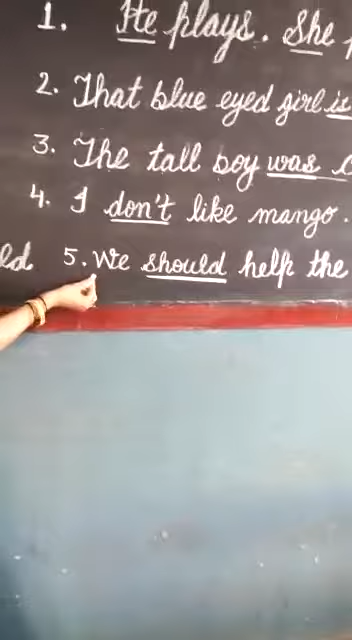 1. He plays. She
2. That blue eyed girl is
3. The tall boy was
4. I don't like mango.
5. We should help the